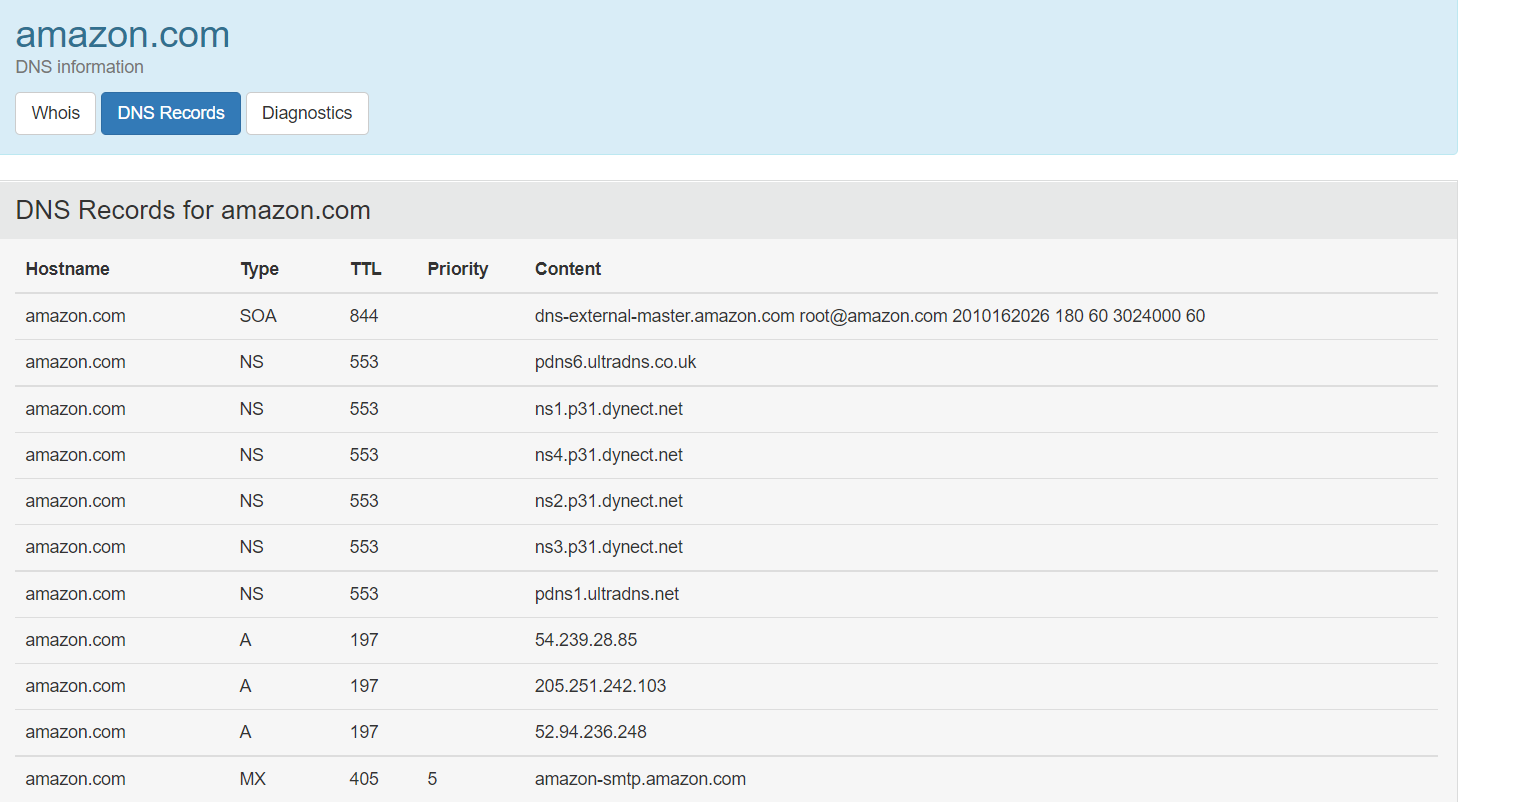 amazon.com
DNS information
Whois DNS Records Diagnostics
DNS Records for amazon.com
Hostname Type TTL Priority Content
amazon.com SOA 844 dns-external-master.amazon.com root@amazon.com 2010162026 180 60 3024000 60
amazon.com NS 553 pdns6.ultradns.co.uk
amazon.com NS 553 ns1.p31.dynect.net
amazon.com NS 553 ns4.p31.dynect.net
amazon.com NS 553 ns2.p31.dynect.net
amazon.com NS 553 ns3.p31.dynect.net
amazon.com NS 553 pdns1.ultradns.net
amazon.com A 197 54.239.28.85
amazon.com A 197 205.251.242.103
amazon.com A 197 52.94.236.248
amazon.com MX 405 5 amazon-smtp.amazon.com